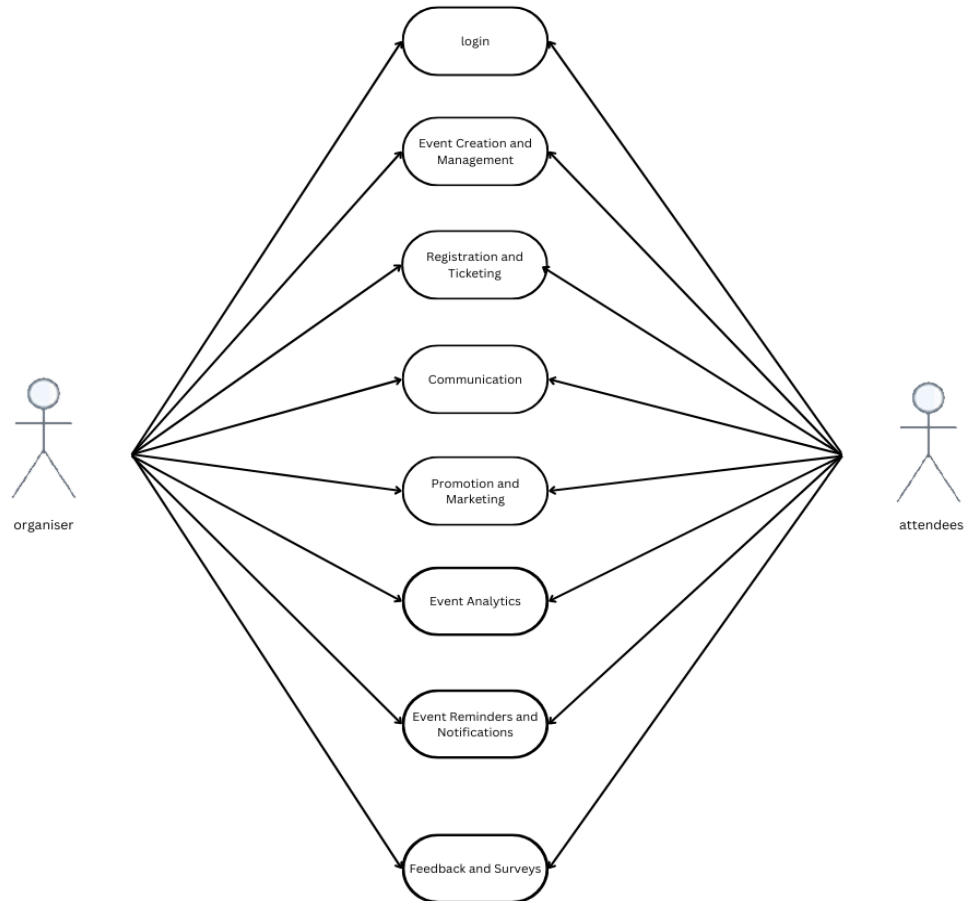 login
Event Creation and
Management
Registration and
Ticketing
Communication
Promotion and
Marketing
organiser
attendees
Event Analytics
Event Reminders and
Notifications
Feedback and Surveys